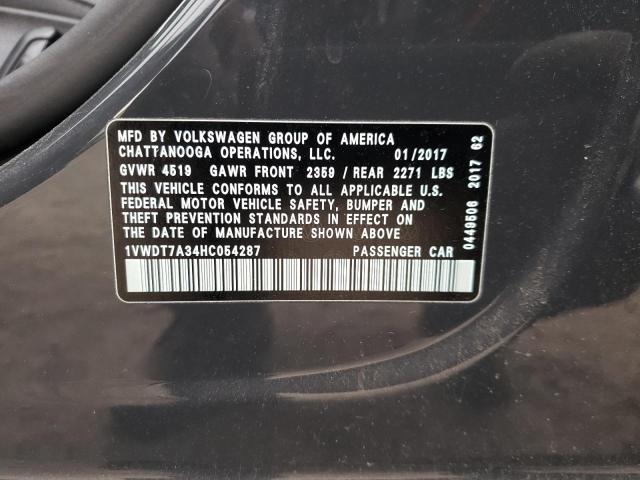 MFD BY VOLKSWAGEN GROUP OF AMERICA
CHATTANOOGA OPERATIONS, LLC. 01/2017
GVWR 4519 GAWR FRONT 2359 / REAR 2271 LBS
THIS VEHICLE CONFORMS TO ALL APPLICABLE U.S.
FEDERAL MOTOR VEHICLE SAFETY, BUMPER AND
THEFT PREVENTION STANDARDS IN EFFECT ON
THE DATE OF MANUFACTURE SHOWN ABOVE
1VWDT7A34HC054287 PASSENGER CAR
0449506 2017 62